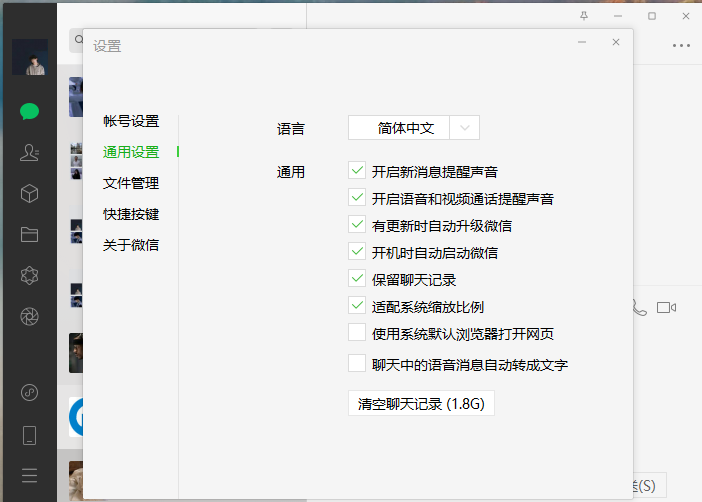 设置
帐号设置
通用设置
文件管理
快捷按键
关于微信
语言
简体中文
通用
开启新消息提醒声音
开启语音和视频通话提醒声音
有更新时自动升级微信
开机时自动启动微信
保留聊天记录
适配系统缩放比例
使用系统默认浏览器打开网页
聊天中的语音消息自动转成文字
清空聊天记录 (1.8G)
(S)